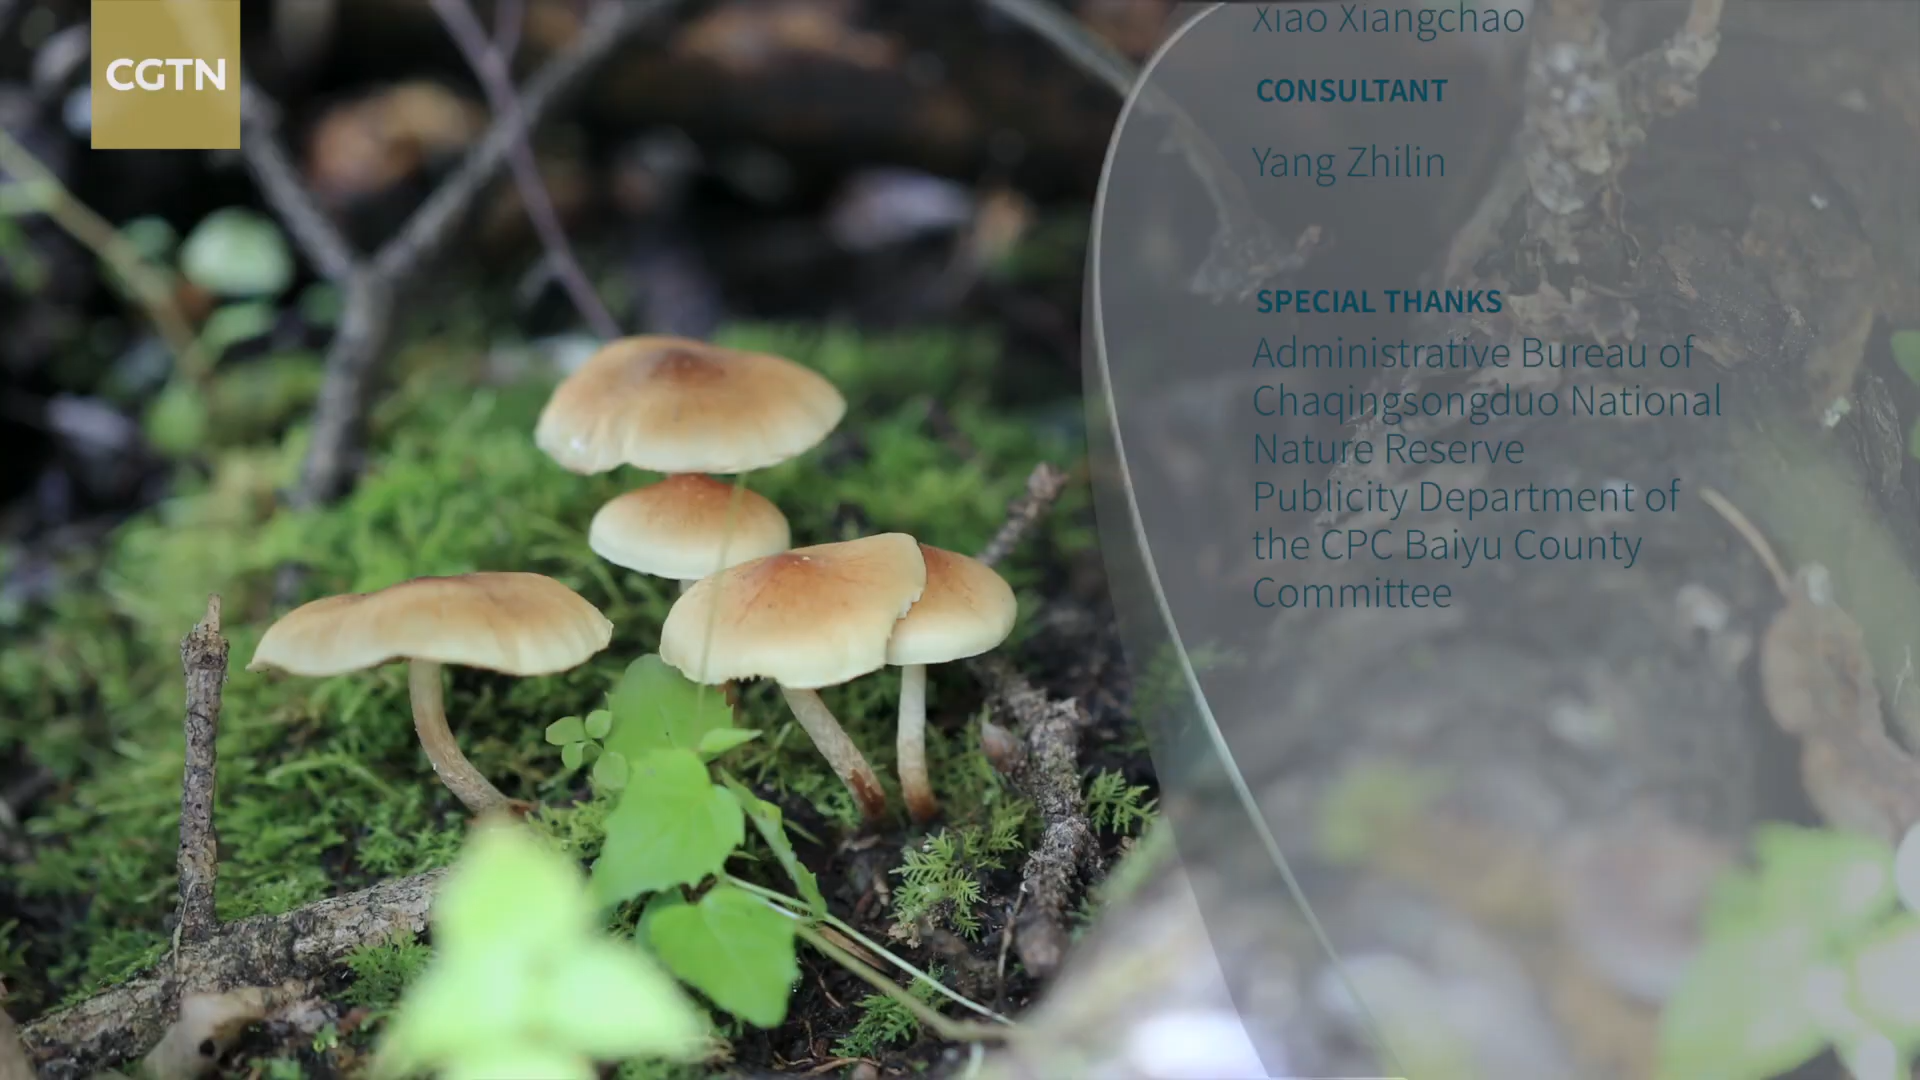 CGTN
Xiao Xiangchao
CONSULTANT
Yang Zhilin
SPECIAL THANKS
Administrative Bureau of
Chaqingsongduo National
Nature Reserve
Publicity Department of
the CPC Baiyu County
Committee